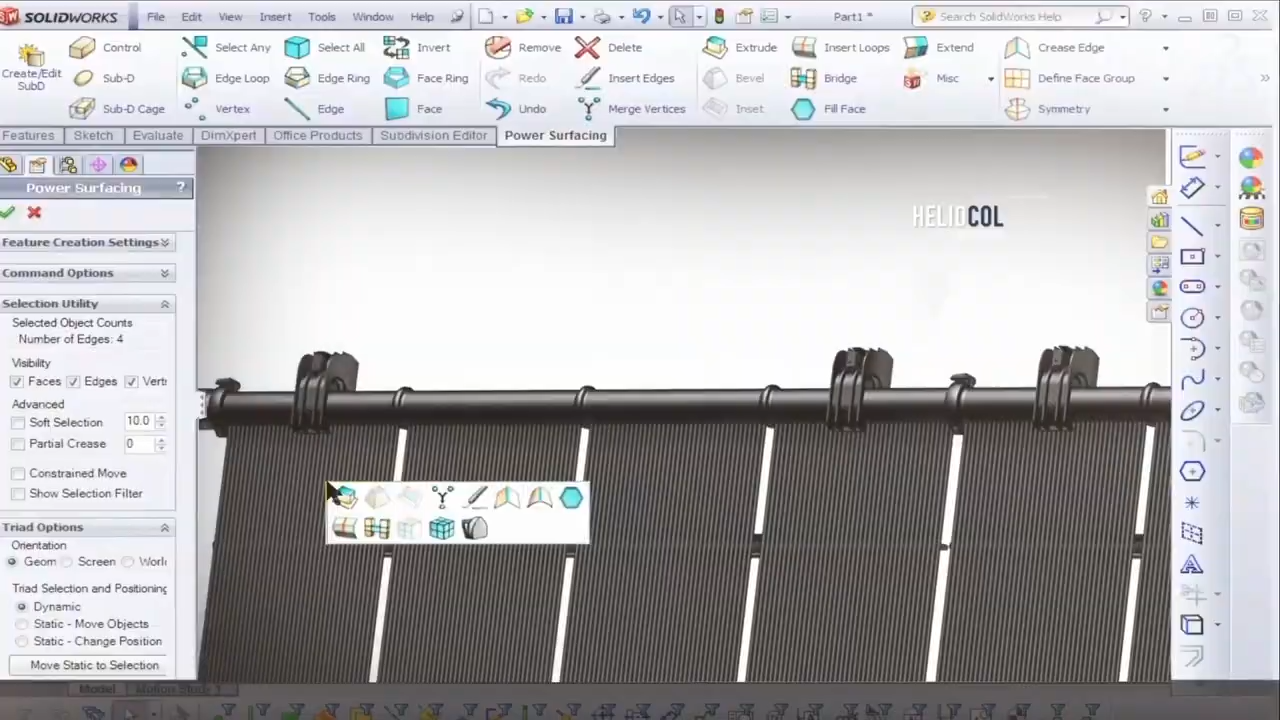 SOLIDWORKS File Edit View Insert Tools Window Help Part1 * Search SolidWorks Help
Create/Edit SubD
Control Select Any Select All Invert Remove Delete Extrude Insert Loops Extend Crease Edge
Sub-D Edge Loop Edge Ring Face Ring Redo Insert Edges Bevel Bridge Misc Define Face Group
Sub-D Cage Vertex Edge Face Undo Merge Vertices Inset Fill Face Symmetry
Features Sketch Evaluate DimXpert Office Products Subdivision Editor Power Surfacing
Power Surfacing ?
Feature Creation Settings
Command Options
Selection Utility
Selected Object Counts
Number of Edges: 4
Visibility
Faces Edges Verti
Advanced
Soft Selection 10.0
Partial Crease 0
Constrained Move
Show Selection Filter
Triad Options
Orientation
Geom Screen World
Triad Selection and Positioning
Dynamic
Static - Move Objects
Static - Change Position
Move Static to Selection
HELIOCOL
Model Motion Study 1